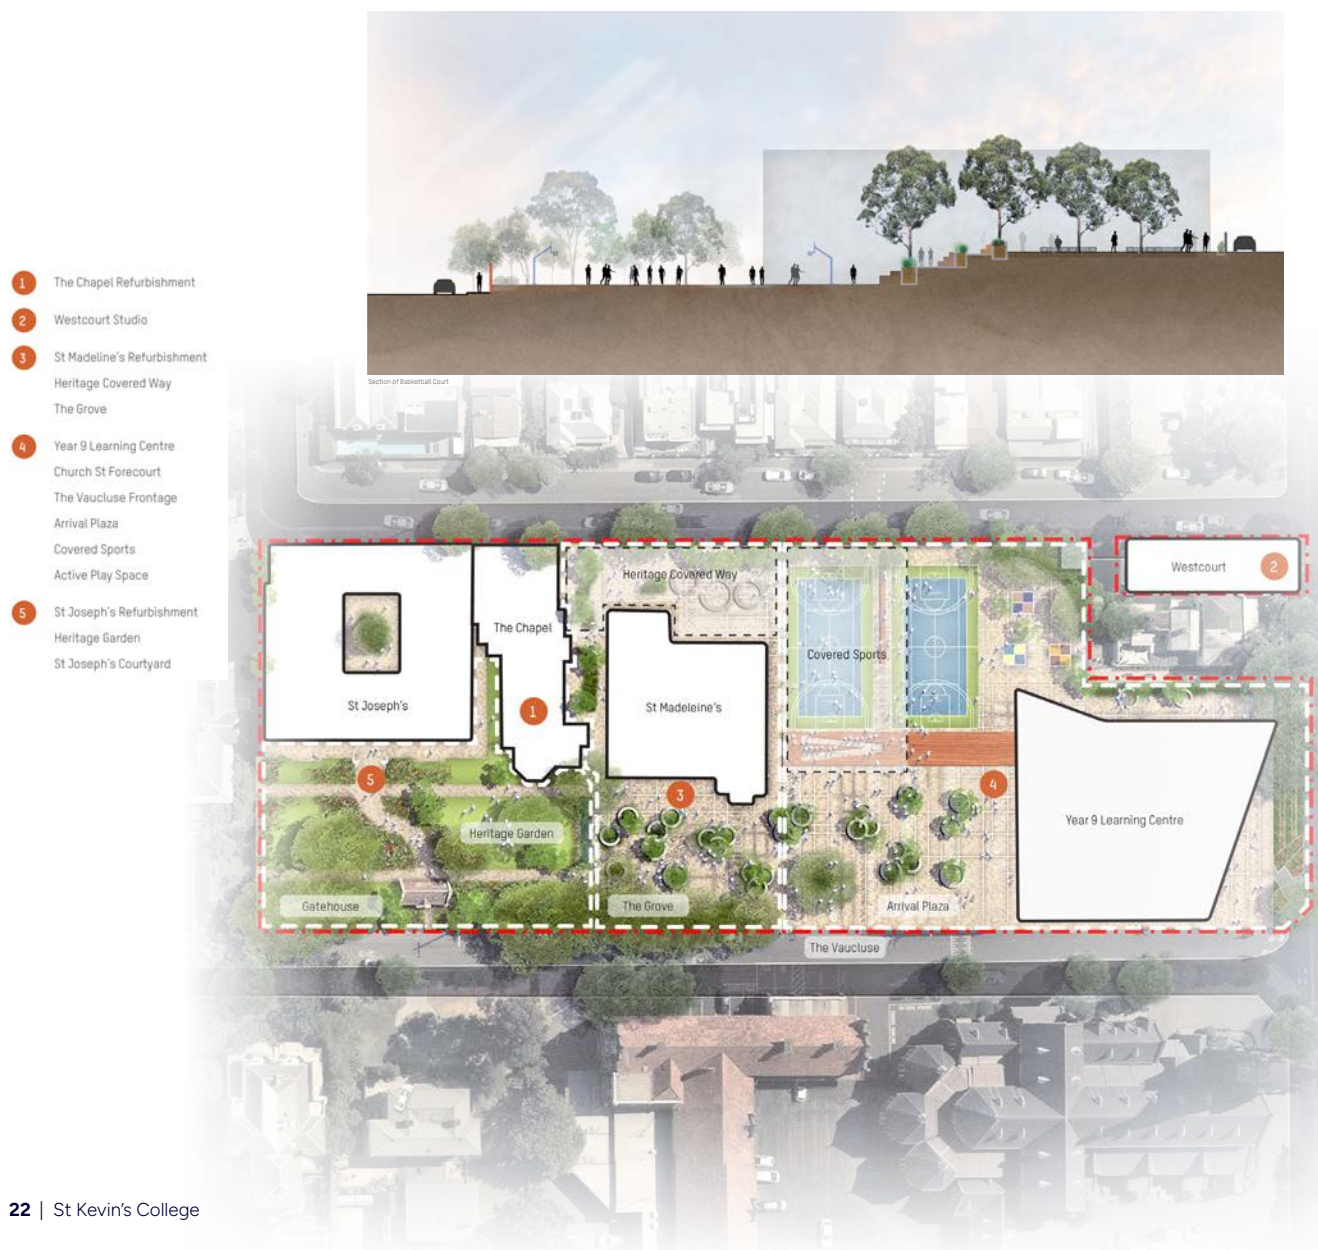 Section of Basketball Court
1 The Chapel Refurbishment
2 Westcourt Studio
3 St Madeline's Refurbishment
Heritage Covered Way
The Grove
4 Year 9 Learning Centre
Church St Forecourt
The Vaucluse Frontage
Arrival Plaza
Covered Sports
Active Play Space
5 St Joseph's Refurbishment
Heritage Garden
St Joseph's Courtyard
Westcourt 2
Heritage Covered Way
The Chapel
Covered Sports
St Joseph's
1
St Madeleine's
5
3
4
Year 9 Learning Centre
Heritage Garden
Gatehouse
The Grove
Arrival Plaza
The Vaucluse
22 | St Kevin's College